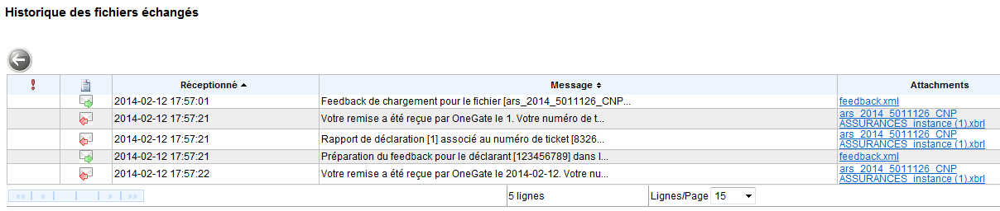 Historique des fichiers échangés
Réceptionné Message Attachments
2014-02-12 17:57:01 Feedback de chargement pour le fichier [ars_2014_5011126_CNP... feedback.xml
2014-02-12 17:57:21 Votre remise a été reçue par OneGate le 1. Votre numéro de t... ars_2014_5011126_CNP
ASSURANCES_instance (1).xbrl
2014-02-12 17:57:21 Rapport de déclaration [1] associé au numéro de ticket [8326... ars_2014_5011126_CNP
ASSURANCES_instance (1).xbrl
2014-02-12 17:57:21 Préparation du feedback pour le déclarant [123456789] dans l... feedback.xml
2014-02-12 17:57:22 Votre remise a été reçue par OneGate le 2014-02-12. Votre nu... ars_2014_5011126_CNP
ASSURANCES_instance (1).xbrl
«« « » »» 5 lignes Lignes/Page 15